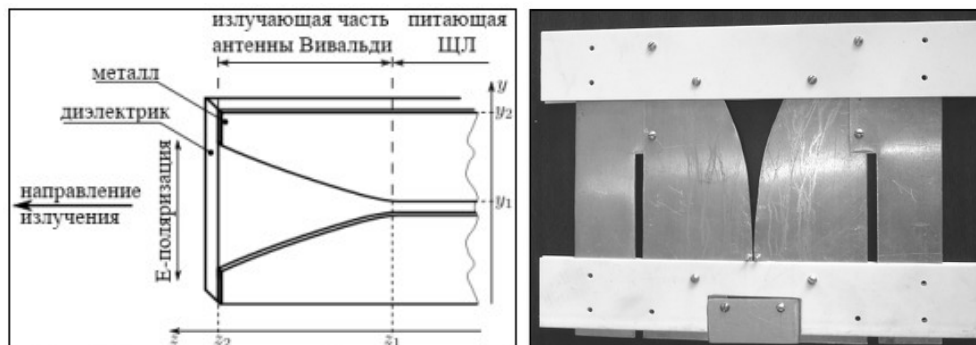 излучающая часть
антенны Вивальди
питающая
ЩЛ
металл
диэлектрик
y
y₂
направление
излучения
E-поляризация
y₁
z
z₂
z₁